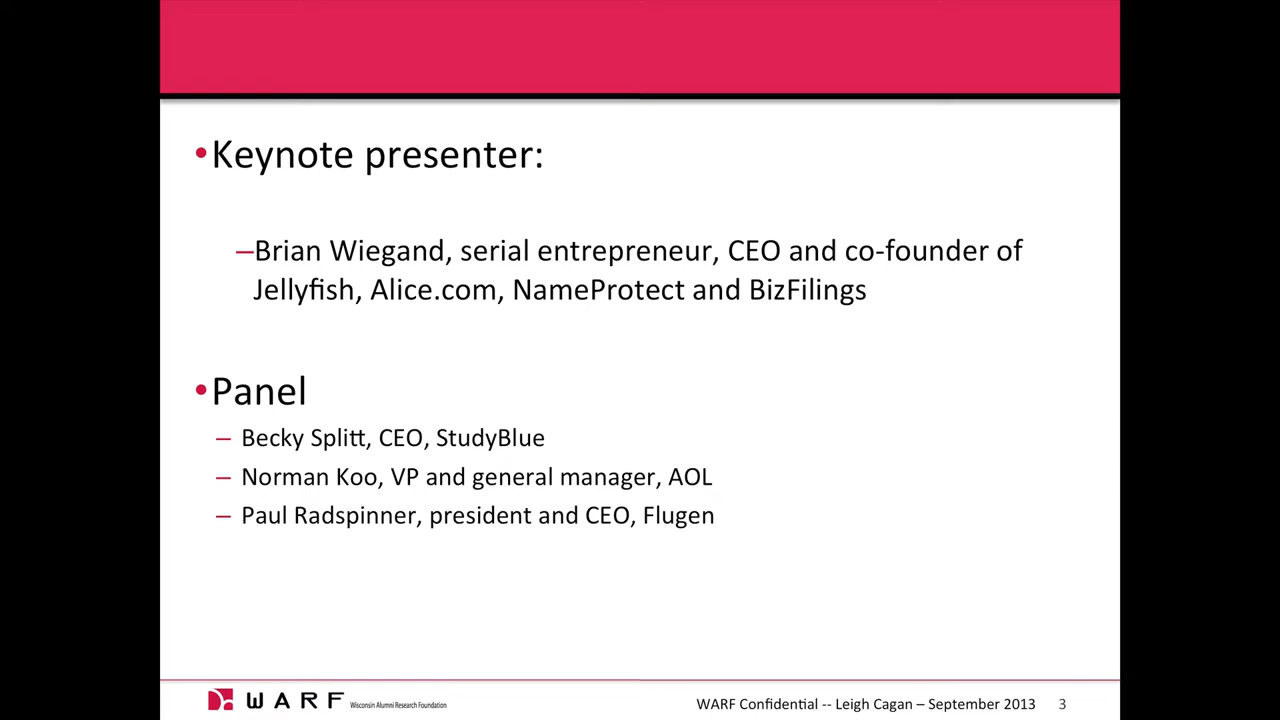 •Keynote presenter:
–Brian Wiegand, serial entrepreneur, CEO and co-founder of
Jellyfish, Alice.com, NameProtect and BizFilings
•Panel
– Becky Splitt, CEO, StudyBlue
– Norman Koo, VP and general manager, AOL
– Paul Radspinner, president and CEO, Flugen
WARF Wisconsin Alumni Research Foundation
WARF Confidential -- Leigh Cagan – September 2013 3